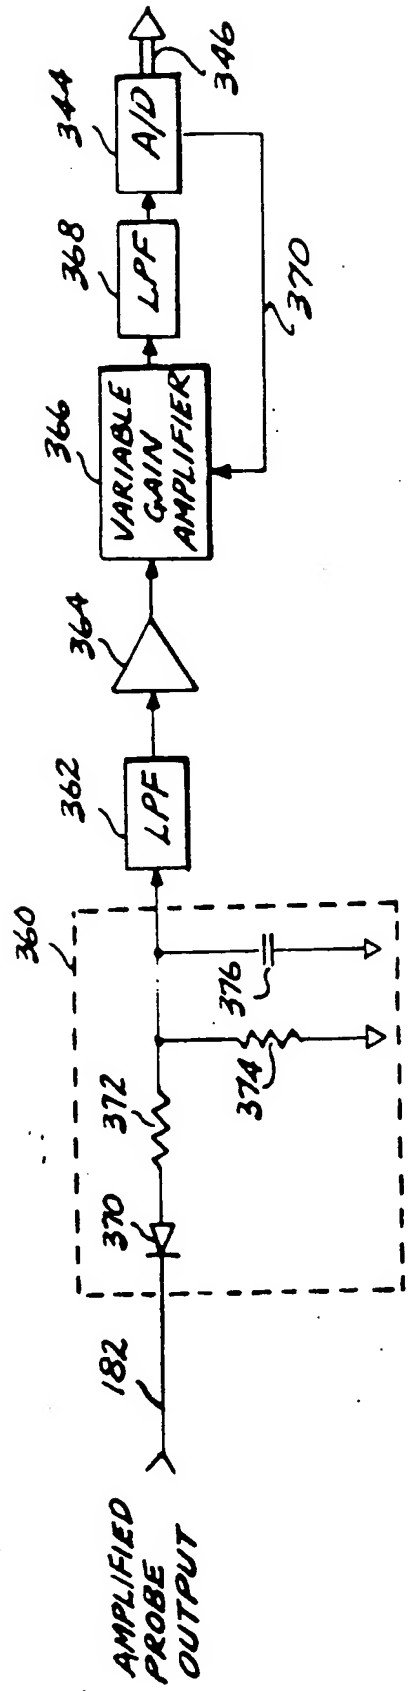 AMPLIFIED
PROBE
OUTPUT
182
360
370
372
374
376
362
LPF
364
366
VARIABLE
GAIN
AMPLIFIER
368
LPF
344
A/D
346
370